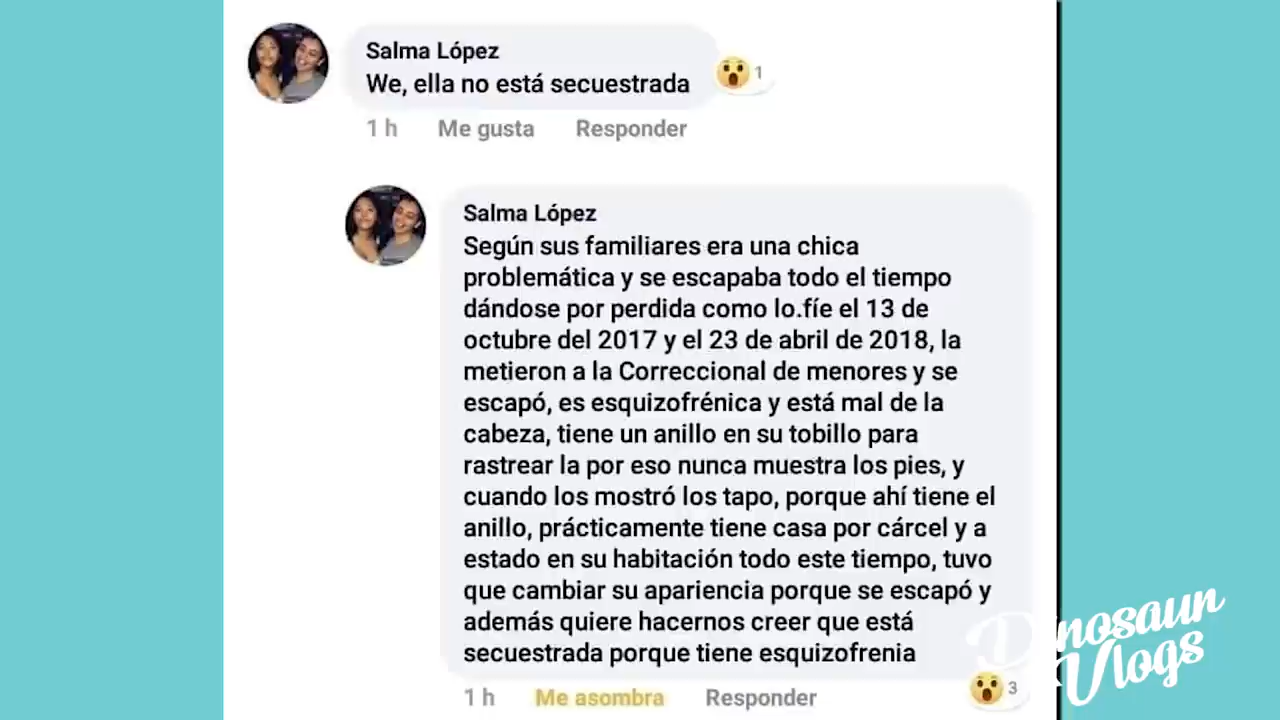 Salma López
We, ella no está secuestrada
1
1 h Me gusta Responder
Salma López
Según sus familiares era una chica
problemática y se escapaba todo el tiempo
dándose por perdida como lo.fíe el 13 de
octubre del 2017 y el 23 de abril de 2018, la
metieron a la Correccional de menores y se
escapó, es esquizofrénica y está mal de la
cabeza, tiene un anillo en su tobillo para
rastrear la por eso nunca muestra los pies, y
cuando los mostró los tapo, porque ahí tiene el
anillo, prácticamente tiene casa por cárcel y a
estado en su habitación todo este tiempo, tuvo
que cambiar su apariencia porque se escapó y
además quiere hacernos creer que está
secuestrada porque tiene esquizofrenia
3
1 h Me asombra Responder
Dinosaun
Vlogs